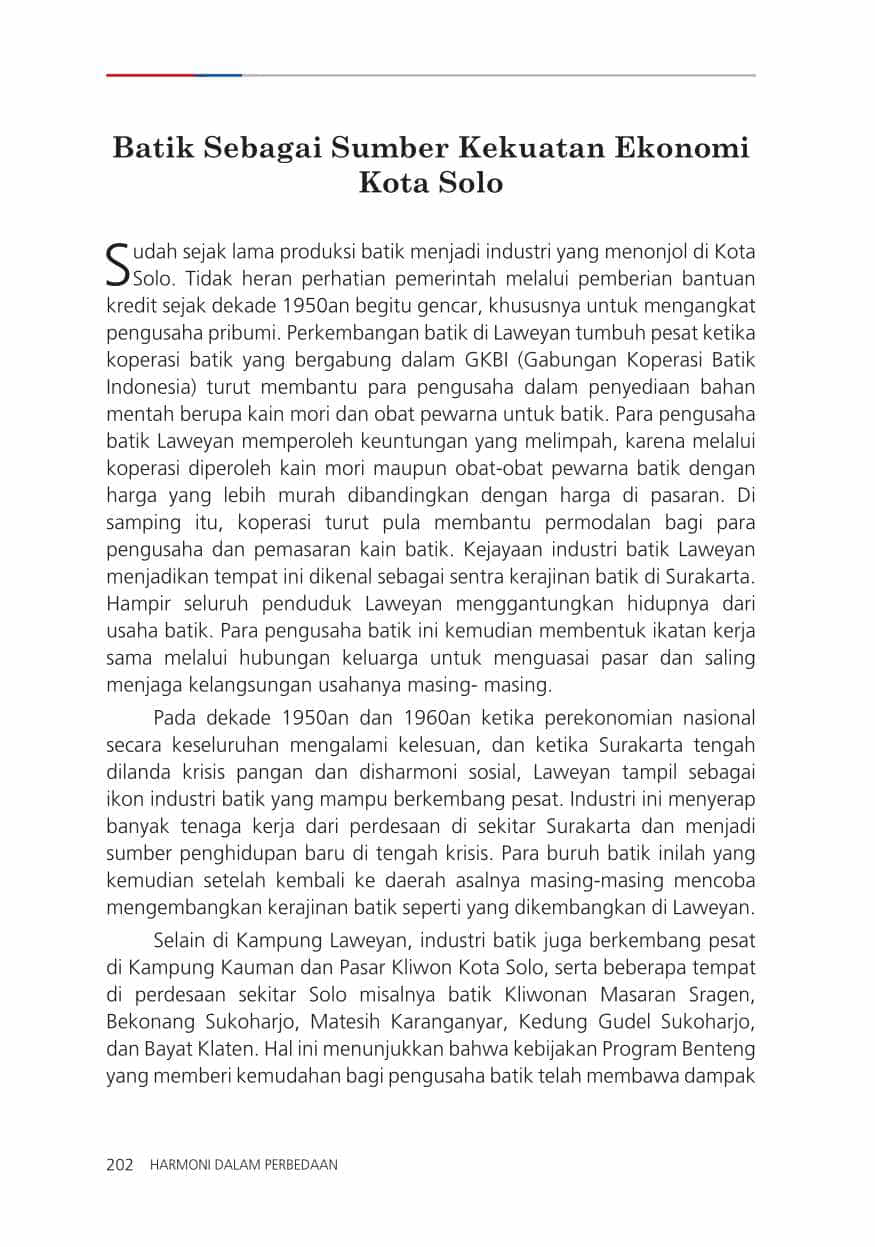 Batik Sebagai Sumber Kekuatan Ekonomi
Kota Solo
Sudah sejak lama produksi batik menjadi industri yang menonjol di Kota
Solo. Tidak heran perhatian pemerintah melalui pemberian bantuan
kredit sejak dekade 1950an begitu gencar, khususnya untuk mengangkat
pengusaha pribumi. Perkembangan batik di Laweyan tumbuh pesat ketika
koperasi batik yang bergabung dalam GKBI (Gabungan Koperasi Batik
Indonesia) turut membantu para pengusaha dalam penyediaan bahan
mentah berupa kain mori dan obat pewarna untuk batik. Para pengusaha
batik Laweyan memperoleh keuntungan yang melimpah, karena melalui
koperasi diperoleh kain mori maupun obat-obat pewarna batik dengan
harga yang lebih murah dibandingkan dengan harga di pasaran. Di
samping itu, koperasi turut pula membantu permodalan bagi para
pengusaha dan pemasaran kain batik. Kejayaan industri batik Laweyan
menjadikan tempat ini dikenal sebagai sentra kerajinan batik di Surakarta.
Hampir seluruh penduduk Laweyan menggantungkan hidupnya dari
usaha batik. Para pengusaha batik ini kemudian membentuk ikatan kerja
sama melalui hubungan keluarga untuk menguasai pasar dan saling
menjaga kelangsungan usahanya masing- masing.
Pada dekade 1950an dan 1960an ketika perekonomian nasional
secara keseluruhan mengalami kelesuan, dan ketika Surakarta tengah
dilanda krisis pangan dan disharmoni sosial, Laweyan tampil sebagai
ikon industri batik yang mampu berkembang pesat. Industri ini menyerap
banyak tenaga kerja dari perdesaan di sekitar Surakarta dan menjadi
sumber penghidupan baru di tengah krisis. Para buruh batik inilah yang
kemudian setelah kembali ke daerah asalnya masing-masing mencoba
mengembangkan kerajinan batik seperti yang dikembangkan di Laweyan.
Selain di Kampung Laweyan, industri batik juga berkembang pesat
di Kampung Kauman dan Pasar Kliwon Kota Solo, serta beberapa tempat
di perdesaan sekitar Solo misalnya batik Kliwonan Masaran Sragen,
Bekonang Sukoharjo, Matesih Karanganyar, Kedung Gudel Sukoharjo,
dan Bayat Klaten. Hal ini menunjukkan bahwa kebijakan Program Benteng
yang memberi kemudahan bagi pengusaha batik telah membawa dampak
202 HARMONI DALAM PERBEDAAN